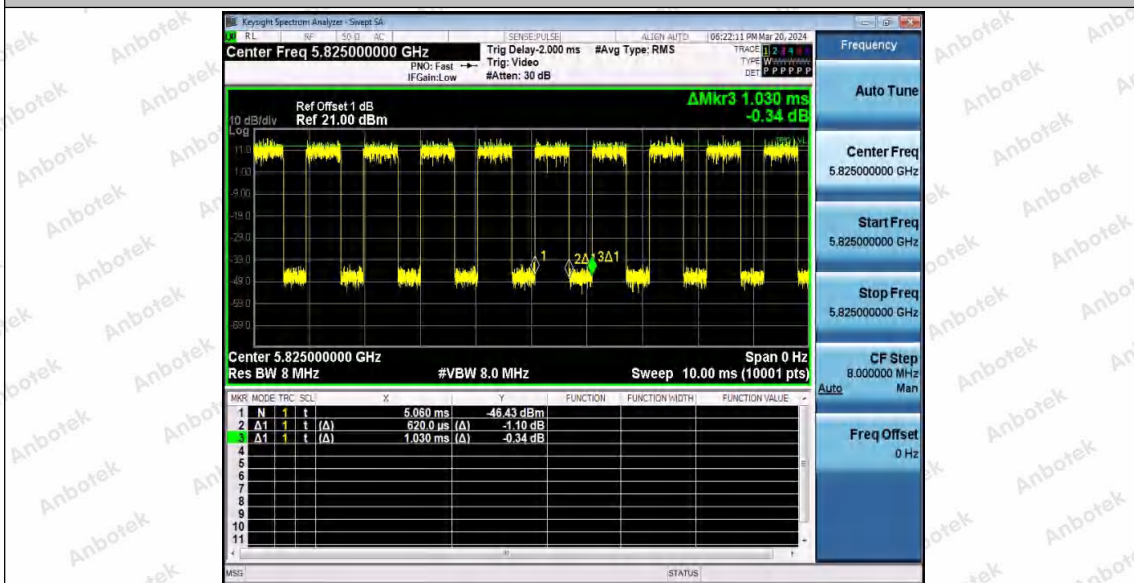 Keysight Spectrum Analyzer - Swept SA
RL RF 50 Ω AC SENSE:PULSE ALIGN AUTO 06:22:11 PM Mar 20, 2024
Center Freq 5.825000000 GHz
PNO: Fast
IFGain:Low
Trig Delay-2.000 ms
Trig: Video
#Atten: 30 dB
#Avg Type: RMS
TRACE 1 2 3 4 5 6
TYPE W
DET P P P P P P
Ref Offset 1 dB
Ref 21.00 dBm
10 dB/div
Log
ΔMkr3 1.030 ms
-0.34 dB
11.0
1.00
-9.00
-19.0
-29.0
-39.0
-49.0
-59.0
-69.0
1
2Δ1
3Δ1
Center 5.825000000 GHz Span 0 Hz
Res BW 8 MHz #VBW 8.0 MHz Sweep 10.00 ms (10001 pts)
MKR MODE TRC SCL X Y FUNCTION FUNCTION WIDTH FUNCTION VALUE
1 N 1 t 5.060 ms -46.43 dBm
2 Δ1 1 t (Δ) 620.0 µs (Δ) -1.10 dB
3 Δ1 1 t (Δ) 1.030 ms (Δ) -0.34 dB
4
5
6
7
8
9
10
11
MSG STATUS
Frequency
Auto Tune
Center Freq
5.825000000 GHz
Start Freq
5.825000000 GHz
Stop Freq
5.825000000 GHz
CF Step
8.000000 MHz
Auto Man
Freq Offset
0 Hz
Anbotek